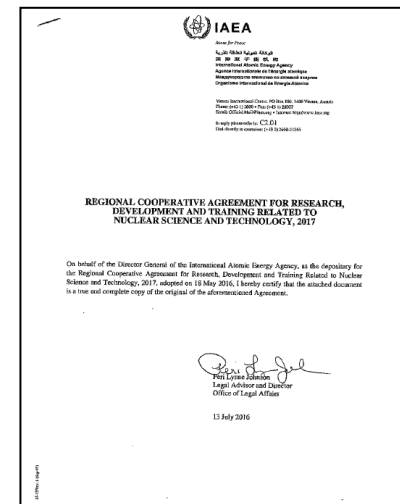 IAEA
Atoms for Peace
International Atomic Energy Agency
Agence internationale de l'énergie atomique
Международное агентство по атомной энергии
Organismo Internacional de Energía Atómica
In reply please refer to: C2.01
REGIONAL COOPERATIVE AGREEMENT FOR RESEARCH,
DEVELOPMENT AND TRAINING RELATED TO
NUCLEAR SCIENCE AND TECHNOLOGY, 2017
On behalf of the Director General of the International Atomic Energy Agency, as the depositary for
the Regional Cooperative Agreement for Research, Development and Training Related to Nuclear
Science and Technology, 2017, adopted on 18 May 2016, I hereby certify that the attached document
is a true and complete copy of the original of the aforementioned Agreement.
Peri Lynne Johnson
Legal Advisor and Director
Office of Legal Affairs
13 July 2016